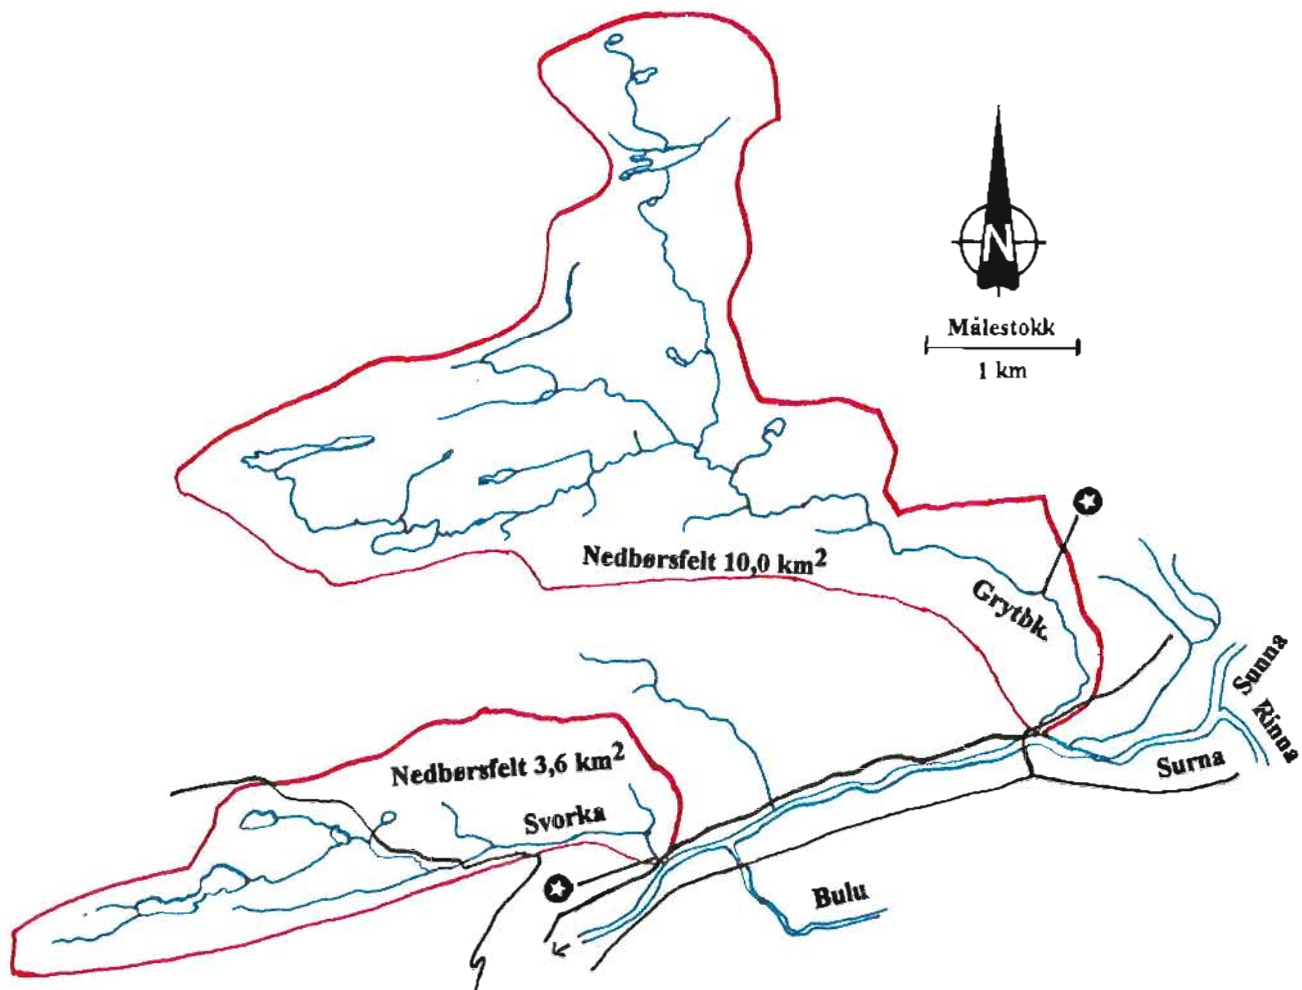 N
Målestokk
1 km
Nedbørsfelt 10,0 km²
Grytbk.
Sunna
Rinna
Surna
Nedbørsfelt 3,6 km²
Svorka
Bulu